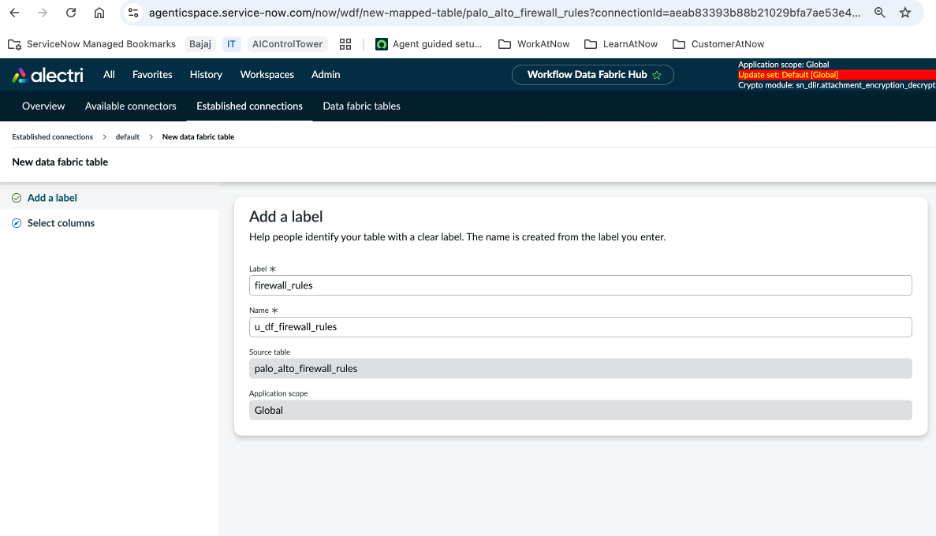 agenticspace.service-now.com/now/wdf/new-mapped-table/palo_alto_firewall_rules?connectionId=aeab83393b88b21029bfa7ae53e4...
ServiceNow Managed Bookmarks Bajaj IT AIControlTower Agent guided setu... WorkAtNow LearnAtNow CustomerAtNow
alectri All Favorites History Workspaces Admin Workflow Data Fabric Hub
Application scope: Global
Update set: Default [Global]
Crypto module: sn_dlir.attachment_encryption_decrypt
Overview Available connectors Established connections Data fabric tables
Established connections > default > New data fabric table
New data fabric table
Add a label
Select columns
Add a label
Help people identify your table with a clear label. The name is created from the label you enter.
Label *
firewall_rules
Name *
u_df_firewall_rules
Source table
palo_alto_firewall_rules
Application scope
Global